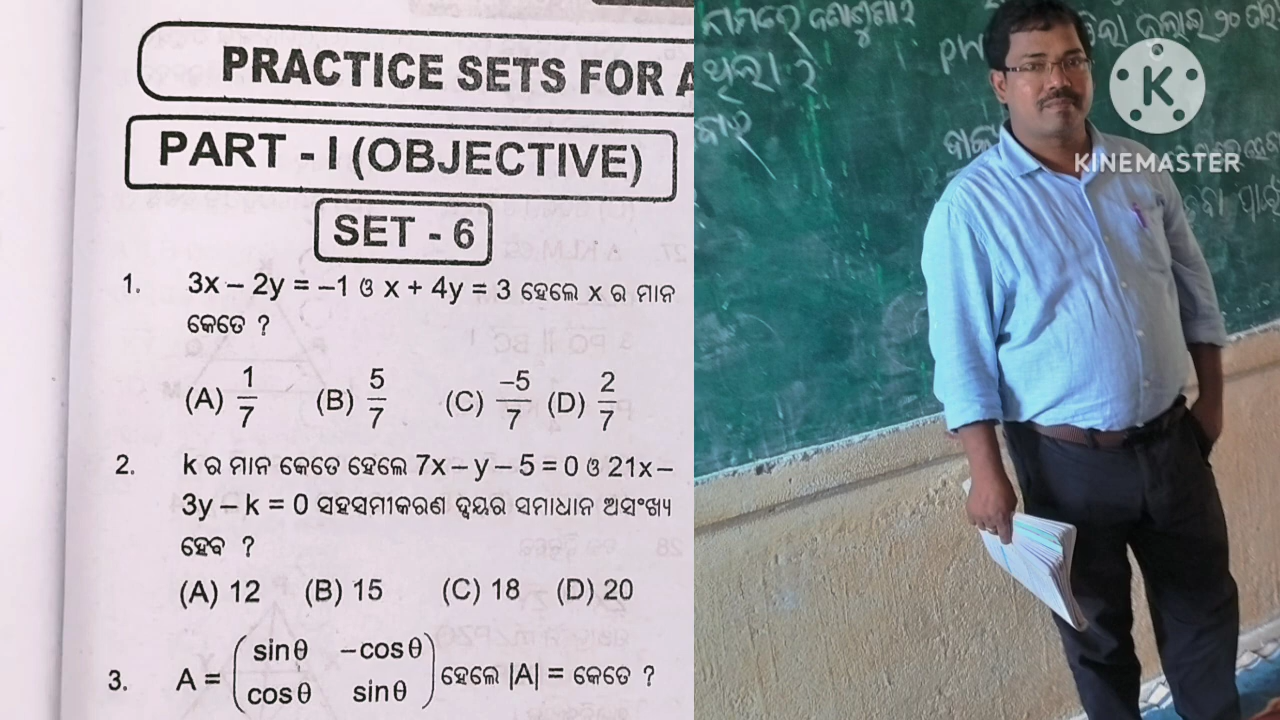 PRACTICE SETS FOR A
PART - I (OBJECTIVE)
SET - 6
1. 3x – 2y = –1 ଓ x + 4y = 3 ହେଲେ x ର ମାନ
କେତେ ?
(A) 1/7 (B) 5/7 (C) –5/7 (D) 2/7
2. k ର ମାନ କେତେ ହେଲେ 7x – y – 5 = 0 ଓ 21x –
3y – k = 0 ସହସମୀକରଣ ଦ୍ବୟର ସମାଧାନ ଅସଂଖ୍ୟ
ହେବ ?
(A) 12 (B) 15 (C) 18 (D) 20
sinθ –cosθ
3. A = ହେଲେ |A| = କେତେ ?
cosθ sinθ
ଥିଲା ?
K
KINEMASTER